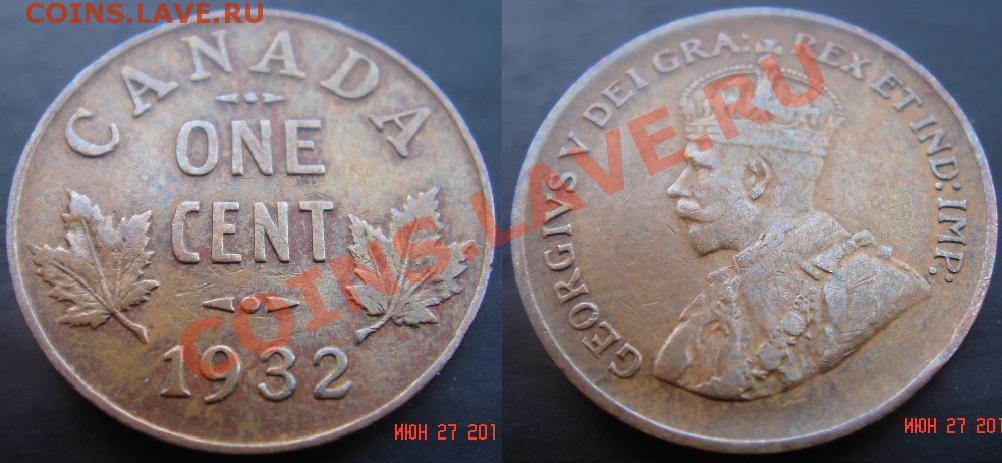 COINS.LAVE.RU
CANADA
ONE
CENT
1932
ИЮН 27 201
GEORGIVS V DEI GRA: REX ET IND: IMP:
COINS.LAVE.RU
ИЮН 27 201